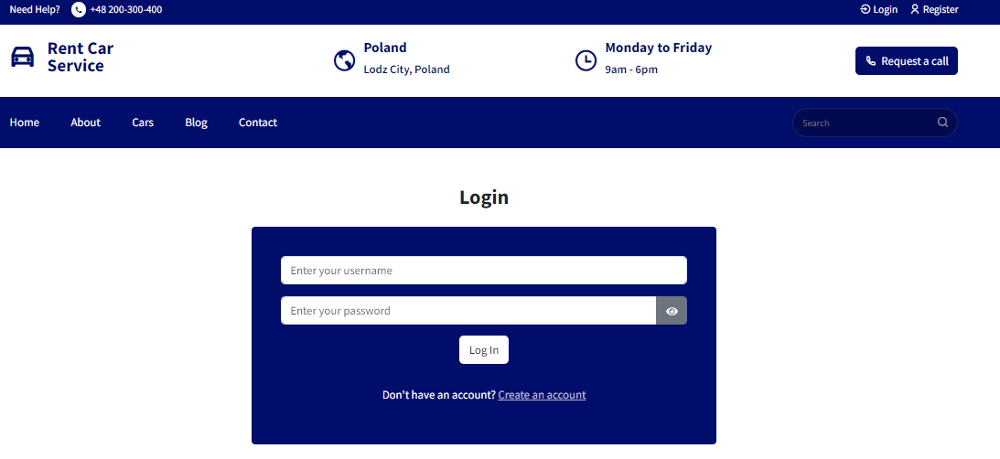 Need Help? +48 200-300-400 Login Register
Rent Car
Service
Poland
Lodz City, Poland
Monday to Friday
9am - 6pm
Request a call
Home About Cars Blog Contact Search
Login
Enter your username
Enter your password
Log In
Don't have an account? Create an account